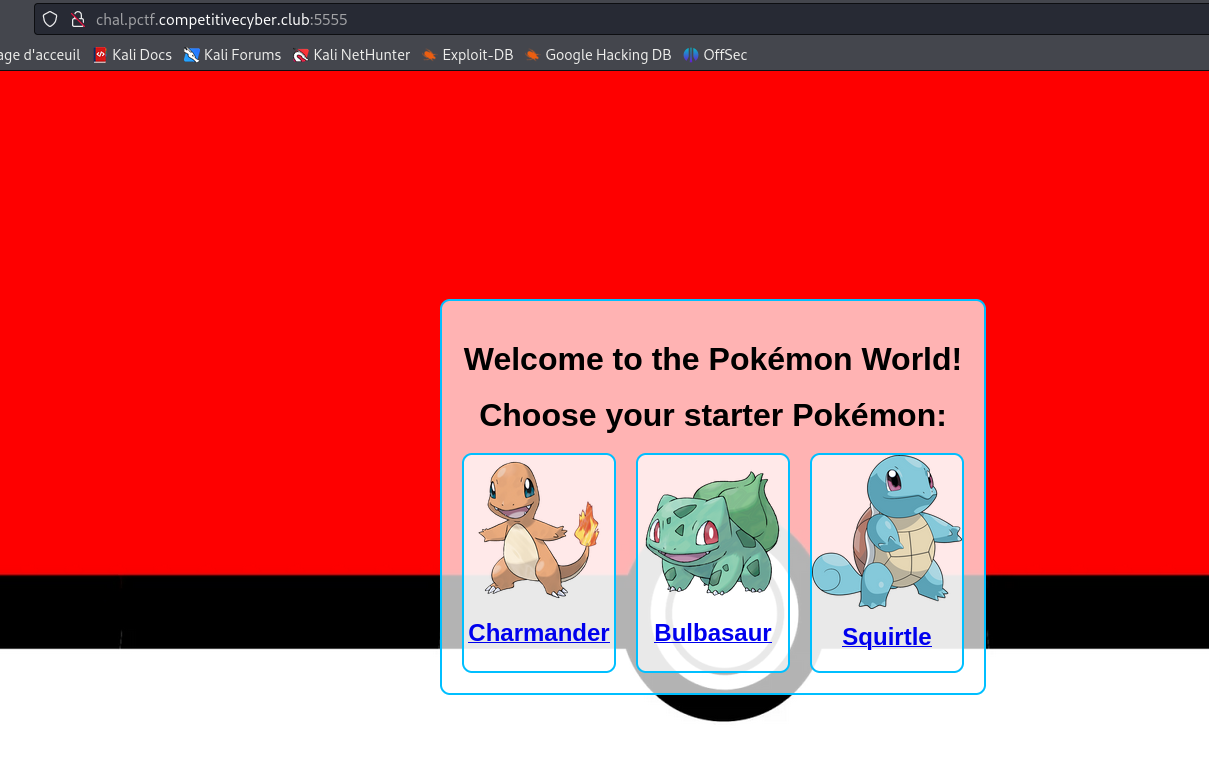 chal.pctf.competitivecyber.club:5555
age d'acceuil Kali Docs Kali Forums Kali NetHunter Exploit-DB Google Hacking DB OffSec
Welcome to the Pokémon World!
Choose your starter Pokémon:
Charmander Bulbasaur Squirtle